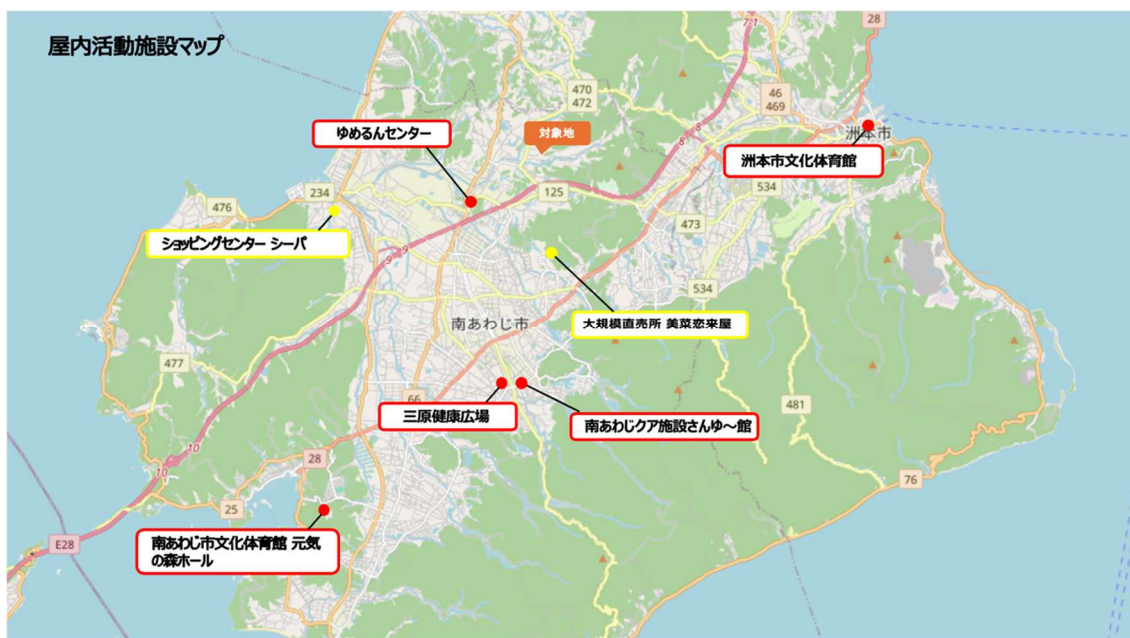 屋内活動施設マップ
28
7-1
470
472
46
469
ゆめるんセンター
対象地
洲本市
洲本市文化体育館
8-8
234
125
534
476
473
ショッピングセンター シーパ
9-9
534
大規模直売所 美菜恋来屋
南あわじ市
477
66
三原健康広場
南あわじクア施設さんゆ～館
481
10-10
28
76
25
南あわじ市文化体育館 元気
の森ホール
E28